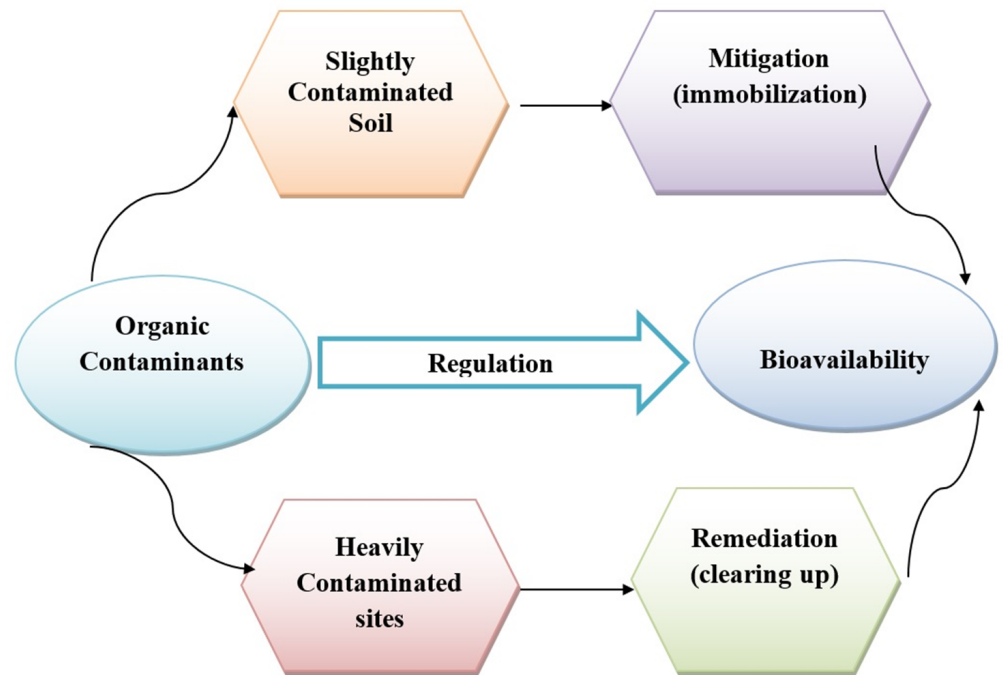 Slightly
Contaminated
Soil
Mitigation
(immobilization)
Organic
Contaminants
Regulation
Bioavailability
Heavily
Contaminated
sites
Remediation
(clearing up)